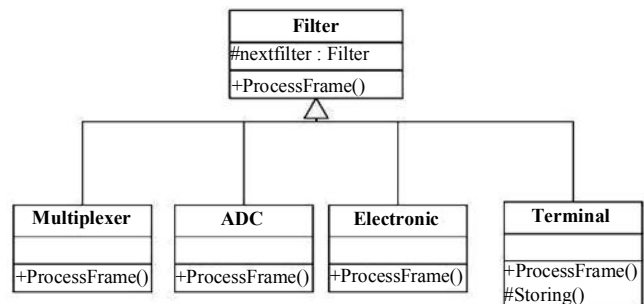 Filter
#nextfilter : Filter
+ProcessFrame()
Multiplexer
+ProcessFrame()
ADC
+ProcessFrame()
Electronic
+ProcessFrame()
Terminal
+ProcessFrame()
#Storing()